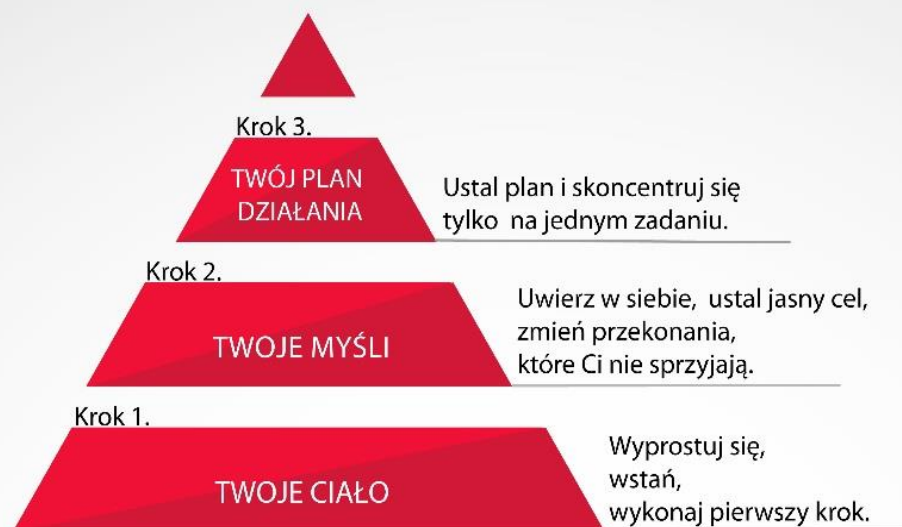 Krok 3.
TWÓJ PLAN
DZIAŁANIA
Ustal plan i skoncentruj się
tylko na jednym zadaniu.
Krok 2.
TWOJE MYŚLI
Uwierz w siebie, ustal jasny cel,
zmień przekonania,
które Ci nie sprzyjają.
Krok 1.
TWOJE CIAŁO
Wyprostuj się,
wstań,
wykonaj pierwszy krok.